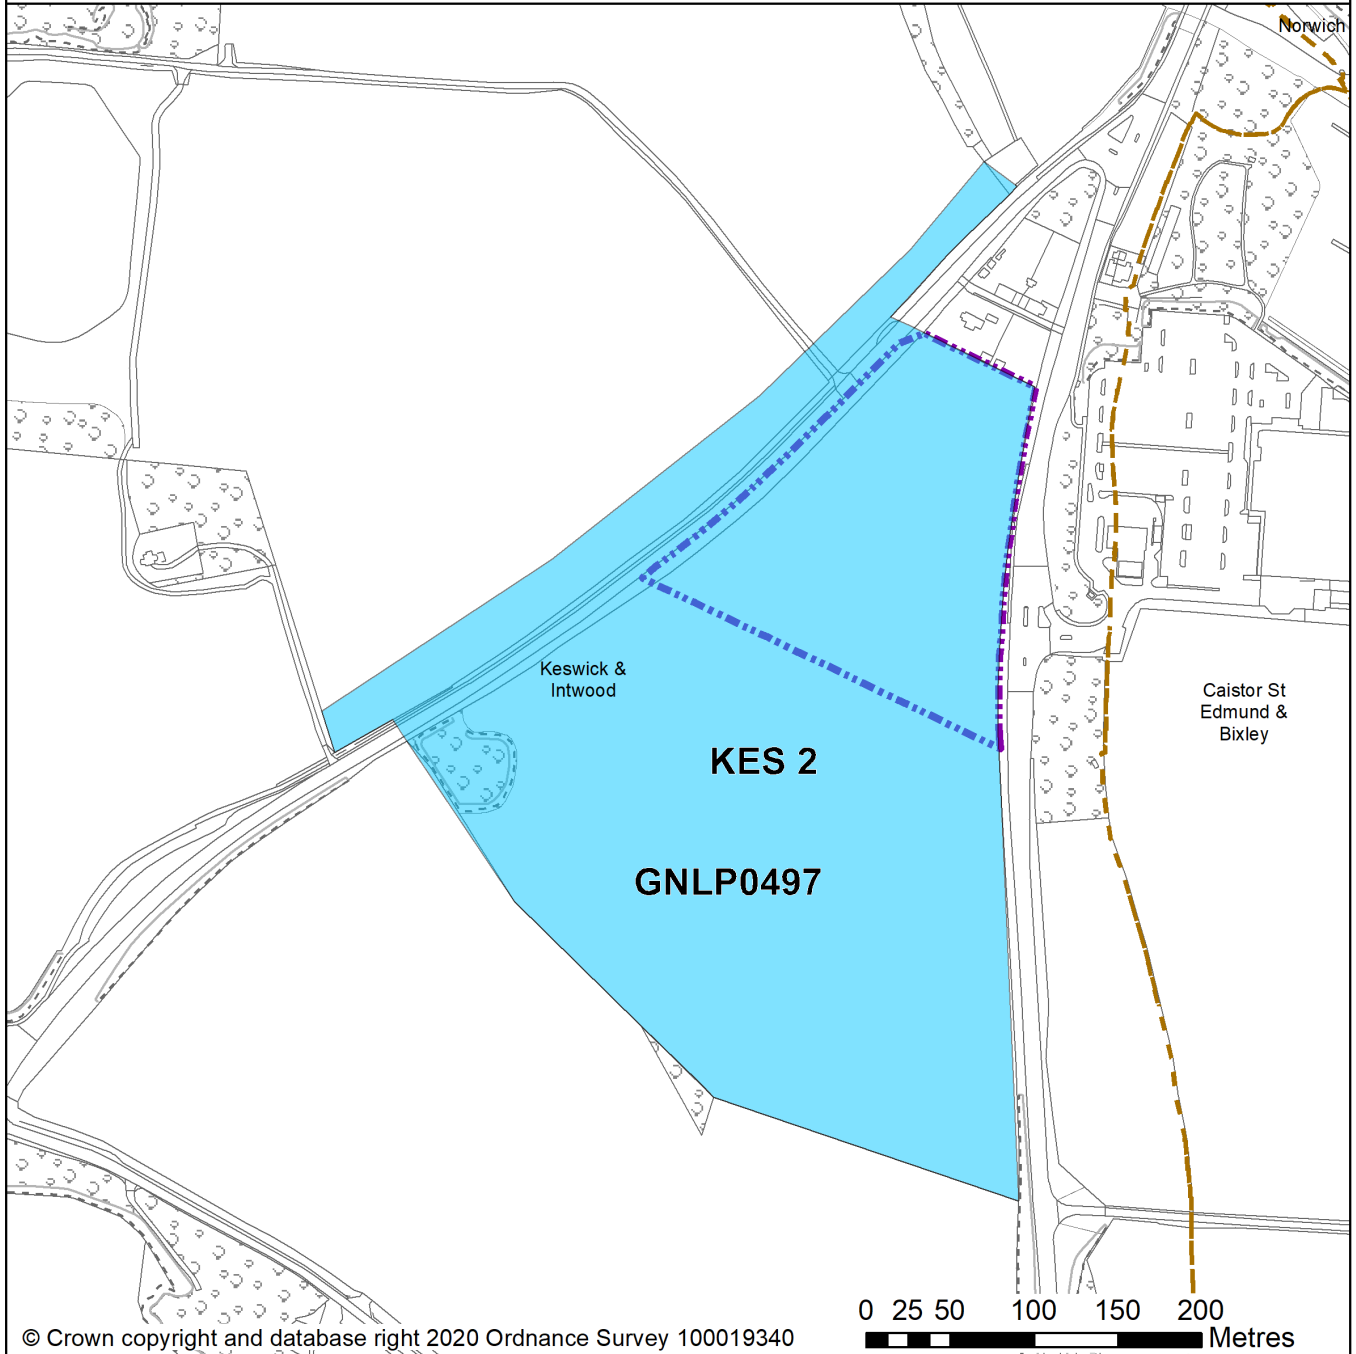 Norwich
Keswick &
Intwood
Caistor St
Edmund &
Bixley
KES 2
GNLP0497
0 25 50 100 150 200
Metres
© Crown copyright and database right 2020 Ordnance Survey 100019340